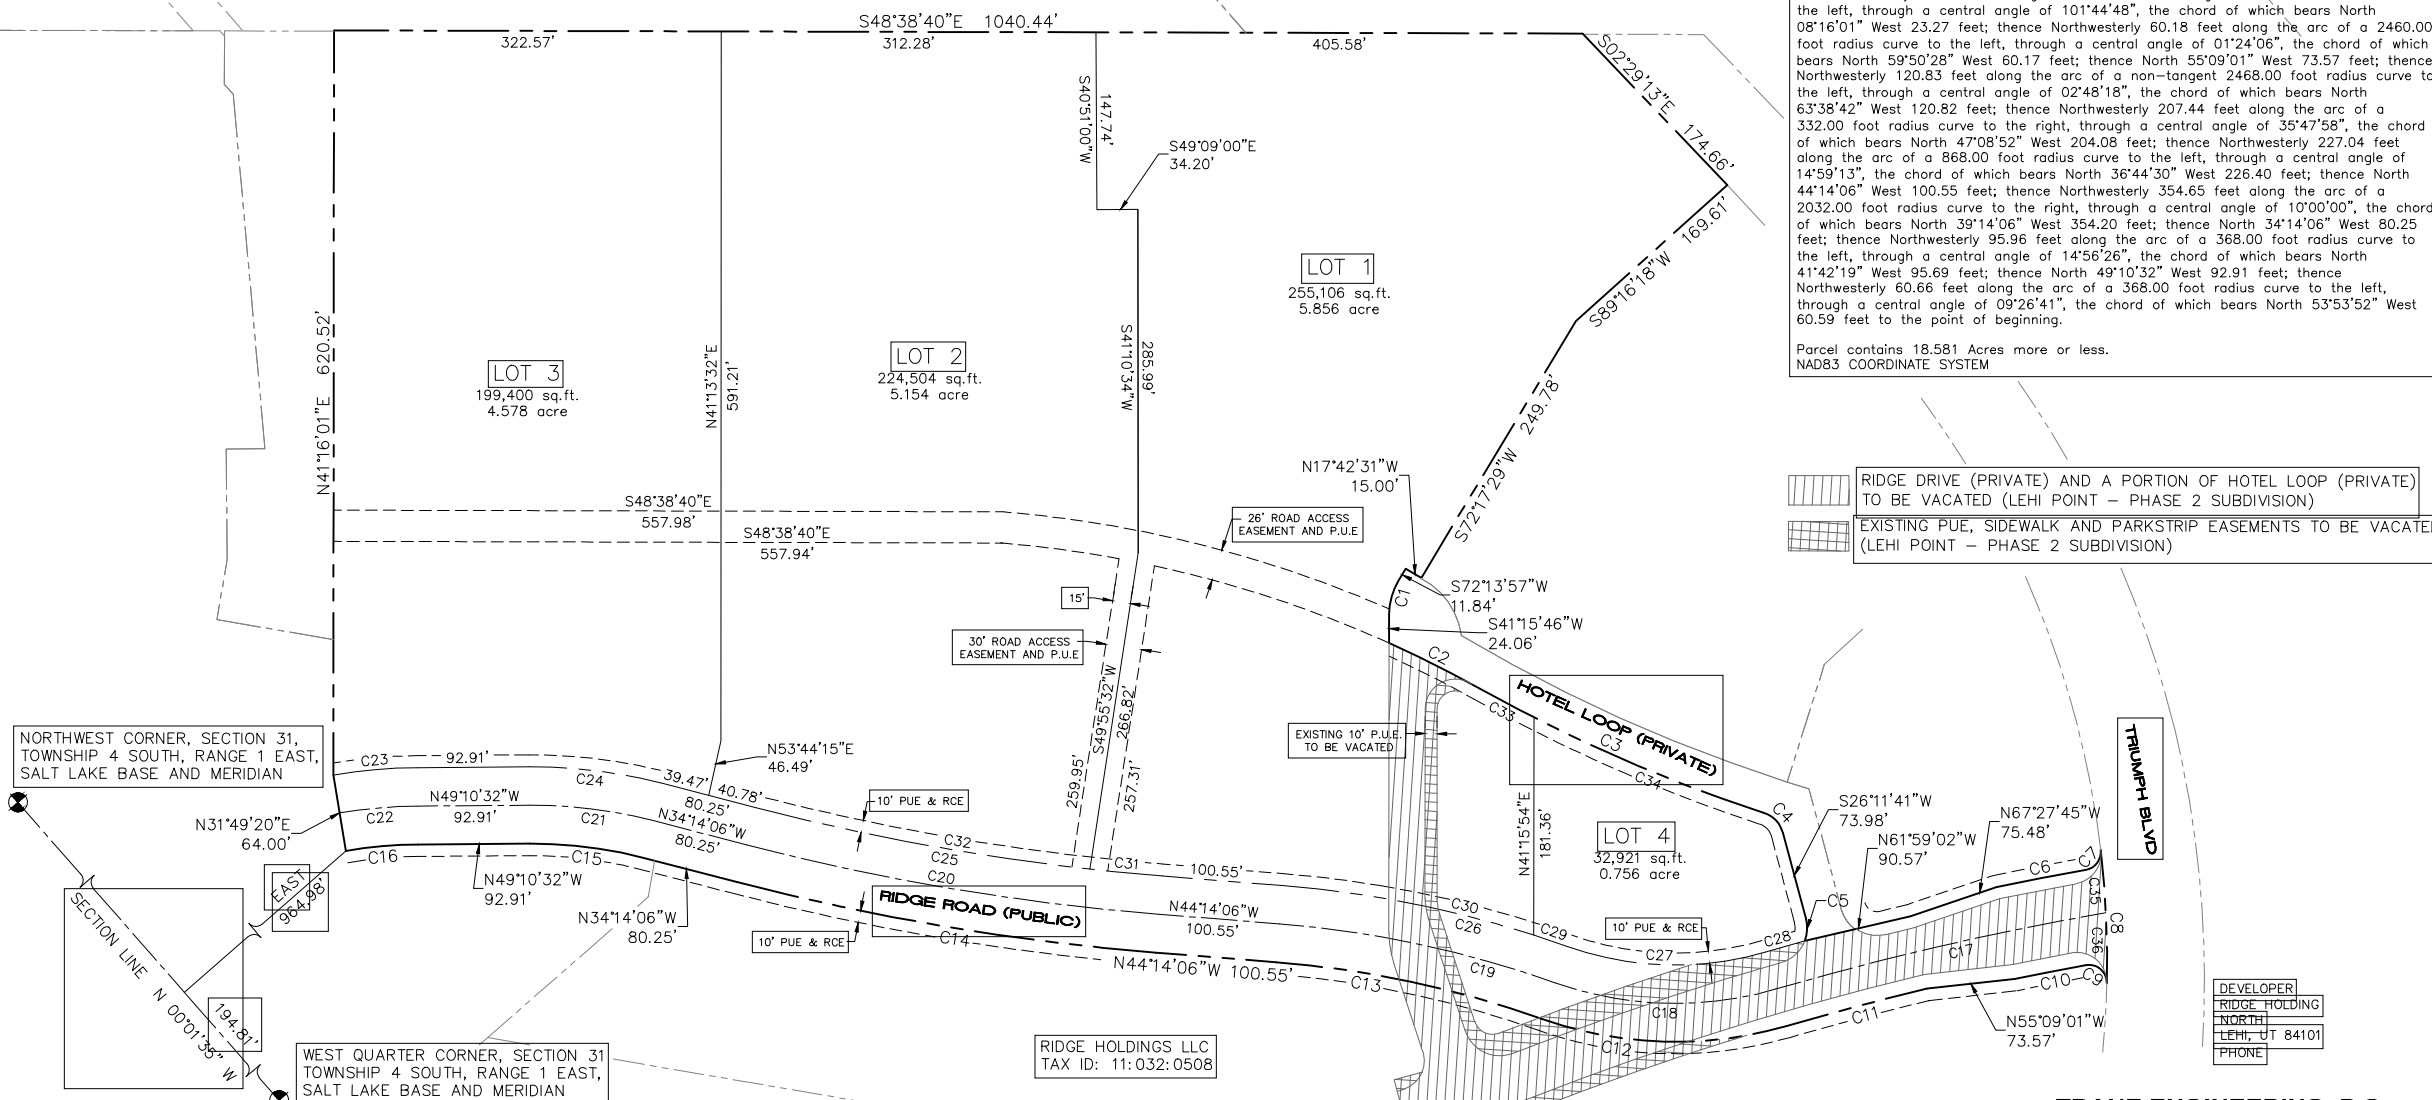 S48°38'40"E 1040.44'
322.57'
312.28'
405.58'
S02°29'13"E 174.66'
S40°51'00"W
147.74'
S49°09'00"E
34.20'
S89°16'18"W 169.61'
LOT 1
255,106 sq.ft.
5.856 acre
LOT 2
224,504 sq.ft.
5.154 acre
LOT 3
199,400 sq.ft.
4.578 acre
N41°16'01"E 620.52'
N41°13'32"E
591.21'
S41°10'34"W
285.99'
S72°17'29"W 249.78'
N17°42'31"W
15.00'
S72°13'57"W
11.84'
S41°15'46"W
24.06'
C1
C2
S48°38'40"E
557.98'
S48°38'40"E
557.94'
26' ROAD ACCESS
EASEMENT AND P.U.E
15'
30' ROAD ACCESS
EASEMENT AND P.U.E
S49°55'32"W
266.82'
259.95'
257.31'
EXISTING 10' P.U.E.
TO BE VACATED
HOTEL LOOP (PRIVATE)
C33
C3
C34
C4
N41°15'54"E
181.36'
LOT 4
32,921 sq.ft.
0.756 acre
S26°11'41"W
73.98'
N61°59'02"W
90.57'
N67°27'45"W
75.48'
C5
C6
C7
C35
C8
C36
C9
C10
C17
C11
N55°09'01"W
73.57'
TRIUMPH BLVD
NORTHWEST CORNER, SECTION 31,
TOWNSHIP 4 SOUTH, RANGE 1 EAST,
SALT LAKE BASE AND MERIDIAN
C23
92.91'
C24
39.47'
40.78'
80.25'
N53°44'15"E
46.49'
N49°10'32"W
92.91'
C22
C21
N34°14'06"W
80.25'
N31°49'20"E
64.00'
C16
C15
N49°10'32"W
92.91'
N34°14'06"W
80.25'
10' PUE & RCE
C32
C25
C20
C31
100.55'
RIDGE ROAD (PUBLIC)
N44°14'06"W
100.55'
10' PUE & RCE
C14
N44°14'06"W 100.55'
C13
C30
C26
C29
C19
10' PUE & RCE
C27
C28
C18
C12
EAST
964.98'
SECTION LINE
N 00°01'35" W
194.81'
WEST QUARTER CORNER, SECTION 31
TOWNSHIP 4 SOUTH, RANGE 1 EAST,
SALT LAKE BASE AND MERIDIAN
RIDGE HOLDINGS LLC
TAX ID: 11:032:0508
the left, through a central angle of 101°44'48", the chord of which bears North
08°16'01" West 23.27 feet; thence Northwesterly 60.18 feet along the arc of a 2460.00
foot radius curve to the left, through a central angle of 01°24'06", the chord of which
bears North 59°50'28" West 60.17 feet; thence North 55°09'01" West 73.57 feet; thence
Northwesterly 120.83 feet along the arc of a non-tangent 2468.00 foot radius curve to
the left, through a central angle of 02°48'18", the chord of which bears North
63°38'42" West 120.82 feet; thence Northwesterly 207.44 feet along the arc of a
332.00 foot radius curve to the right, through a central angle of 35°47'58", the chord
of which bears North 47°08'52" West 204.08 feet; thence Northwesterly 227.04 feet
along the arc of a 868.00 foot radius curve to the left, through a central angle of
14°59'13", the chord of which bears North 36°44'30" West 226.40 feet; thence North
44°14'06" West 100.55 feet; thence Northwesterly 354.65 feet along the arc of a
2032.00 foot radius curve to the right, through a central angle of 10°00'00", the chord
of which bears North 39°14'06" West 354.20 feet; thence North 34°14'06" West 80.25
feet; thence Northwesterly 95.96 feet along the arc of a 368.00 foot radius curve to
the left, through a central angle of 14°56'26", the chord of which bears North
41°42'19" West 95.69 feet; thence North 49°10'32" West 92.91 feet; thence
Northwesterly 60.66 feet along the arc of a 368.00 foot radius curve to the left,
through a central angle of 09°26'41", the chord of which bears North 53°53'52" West
60.59 feet to the point of beginning.
Parcel contains 18.581 Acres more or less.
NAD83 COORDINATE SYSTEM
RIDGE DRIVE (PRIVATE) AND A PORTION OF HOTEL LOOP (PRIVATE)
TO BE VACATED (LEHI POINT – PHASE 2 SUBDIVISION)
EXISTING PUE, SIDEWALK AND PARKSTRIP EASEMENTS TO BE VACATE
(LEHI POINT – PHASE 2 SUBDIVISION)
DEVELOPER
RIDGE HOLDING
NORTH
LEHI, UT 84101
PHONE